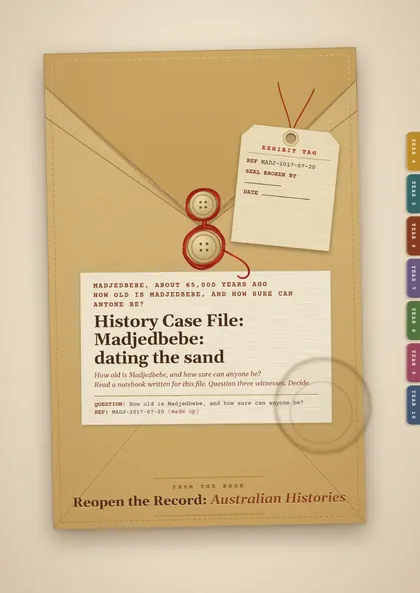 EXHIBIT TAG
REF MADJ-2017-07-20
SEAL BROKEN BY
DATE
MADJEDBEBE, ABOUT 65,000 YEARS AGO
HOW OLD IS MADJEDBEBE, AND HOW SURE CAN
ANYONE BE?
History Case File:
Madjedbebe:
dating the sand
How old is Madjedbebe, and how sure can anyone be?
Read a notebook written for this file. Question three witnesses. Decide.
QUESTION: How old is Madjedbebe, and how sure can anyone be?
REF: MADJ-2017-07-20 (made up)
FROM THE BOOK
Reopen the Record: Australian Histories
YEAR 4
YEAR 5
YEAR 6
YEAR 7
YEAR 8
YEAR 9
YEAR 10